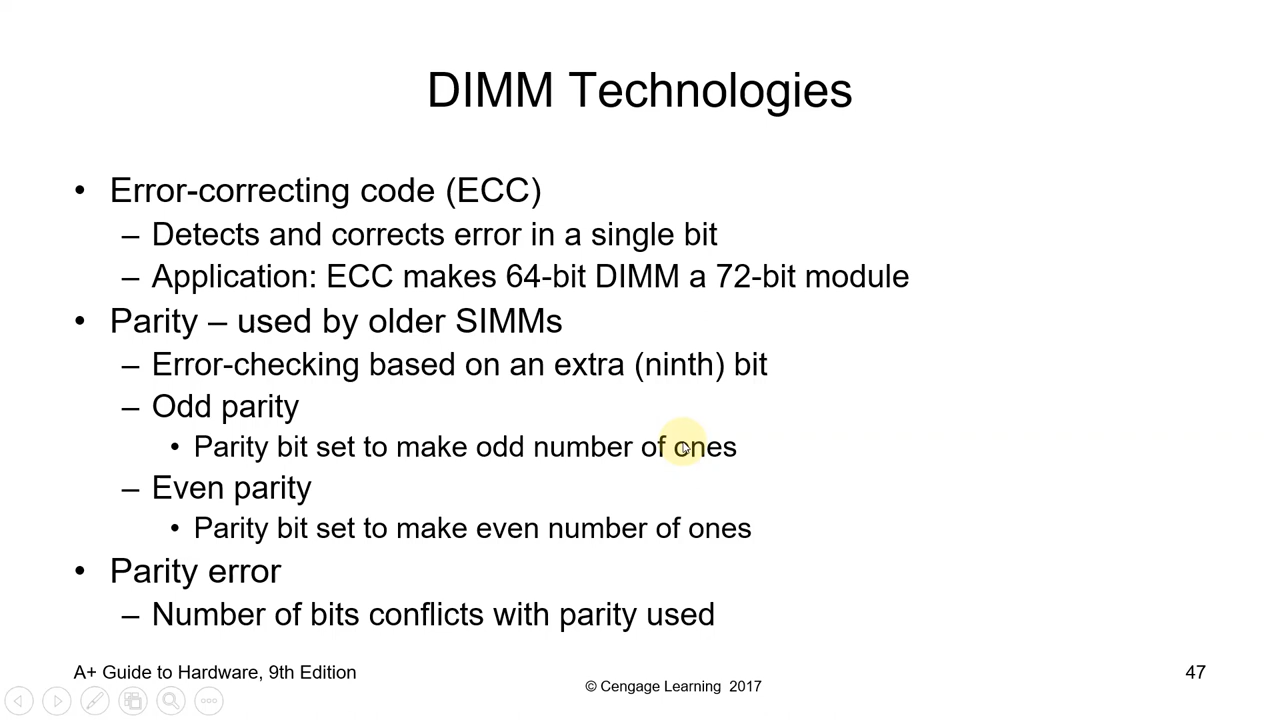 DIMM Technologies
• Error-correcting code (ECC)
– Detects and corrects error in a single bit
– Application: ECC makes 64-bit DIMM a 72-bit module
• Parity – used by older SIMMs
– Error-checking based on an extra (ninth) bit
– Odd parity
• Parity bit set to make odd number of ones
– Even parity
• Parity bit set to make even number of ones
• Parity error
– Number of bits conflicts with parity used
A+ Guide to Hardware, 9th Edition
© Cengage Learning 2017
47